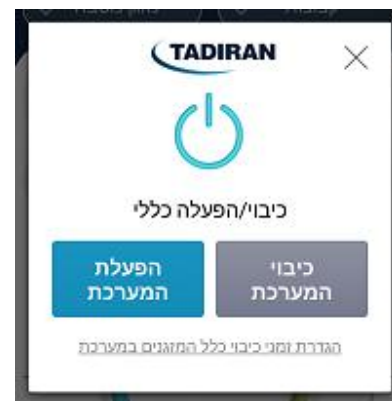 TADIRAN
כיבוי/הפעלה כללי
כיבוי
המערכת
הפעלת
המערכת
הגדרת זמני כיבוי כלל המזגנים במערכת